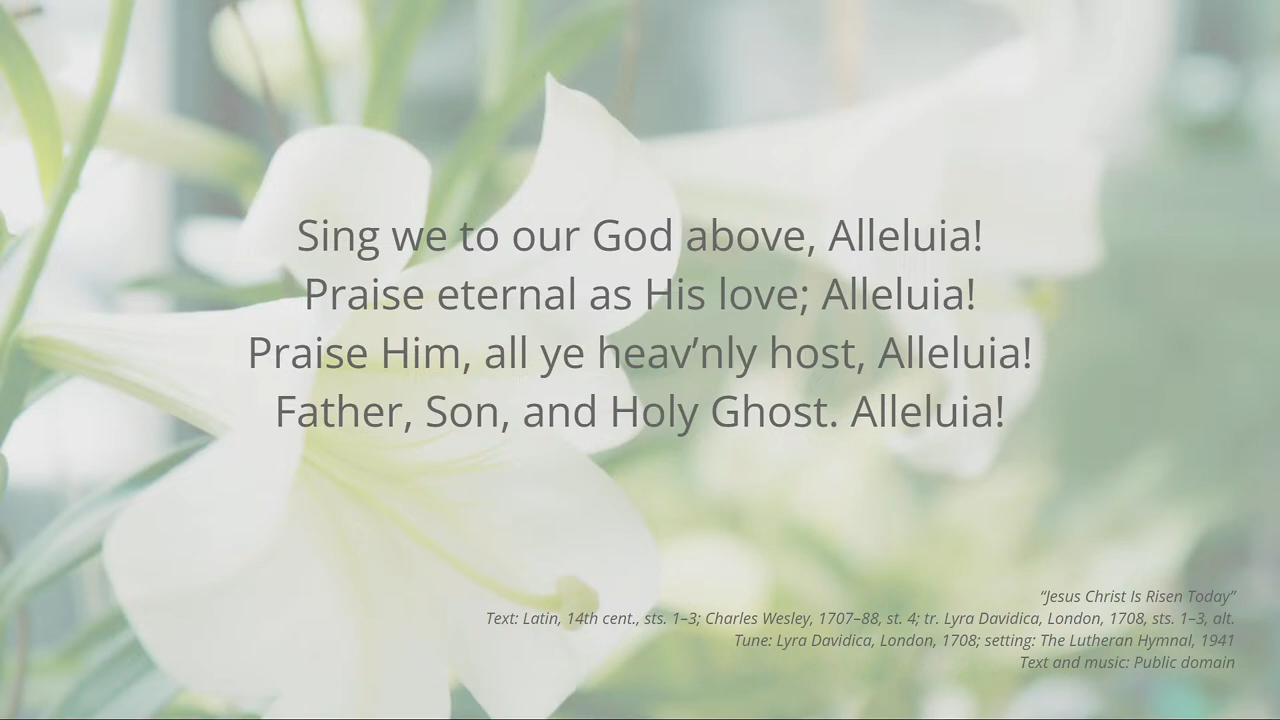 Sing we to our God above, Alleluia!
Praise eternal as His love; Alleluia!
Praise Him, all ye heav’nly host, Alleluia!
Father, Son, and Holy Ghost. Alleluia!
“Jesus Christ Is Risen Today”
Text: Latin, 14th cent., sts. 1–3; Charles Wesley, 1707–88, st. 4; tr. Lyra Davidica, London, 1708, sts. 1–3, alt.
Tune: Lyra Davidica, London, 1708; setting: The Lutheran Hymnal, 1941
Text and music: Public domain